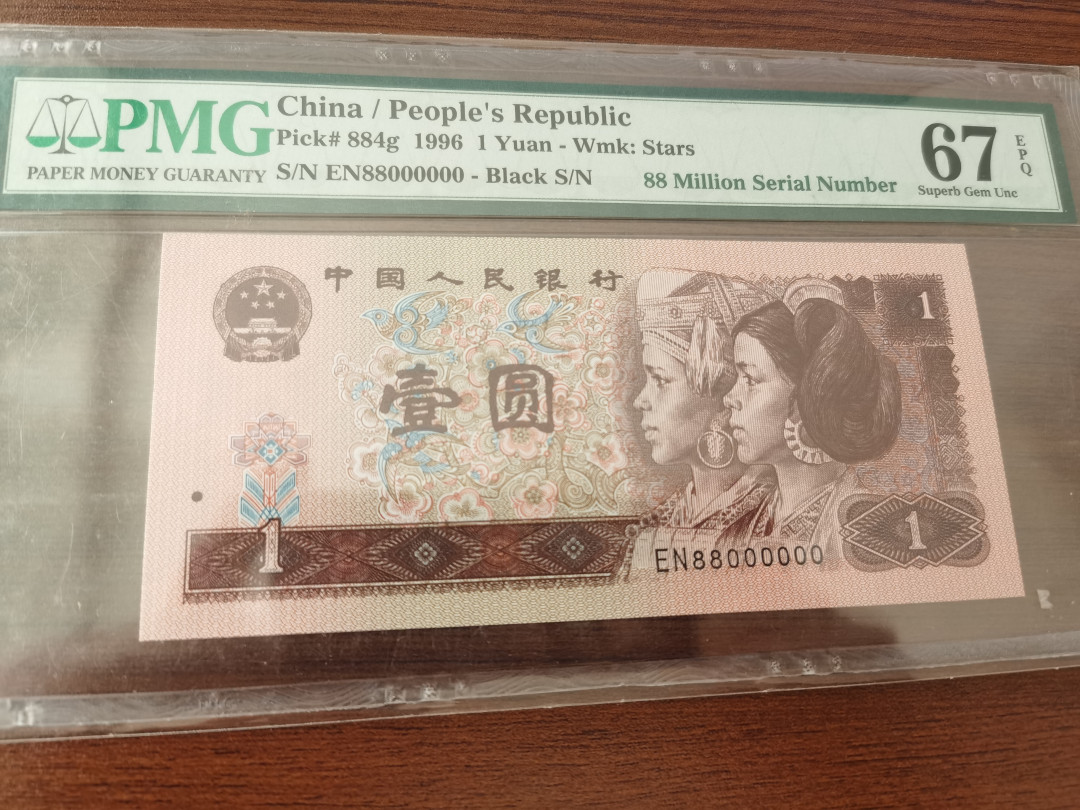 PMG
PAPER MONEY GUARANTY
China / People's Republic
Pick# 884g 1996 1 Yuan - Wmk: Stars
S/N EN88000000 - Black S/N
88 Million Serial Number
67
EPQ
Superb Gem Unc
中国人民银行
壹圆
1
1
1
EN88000000